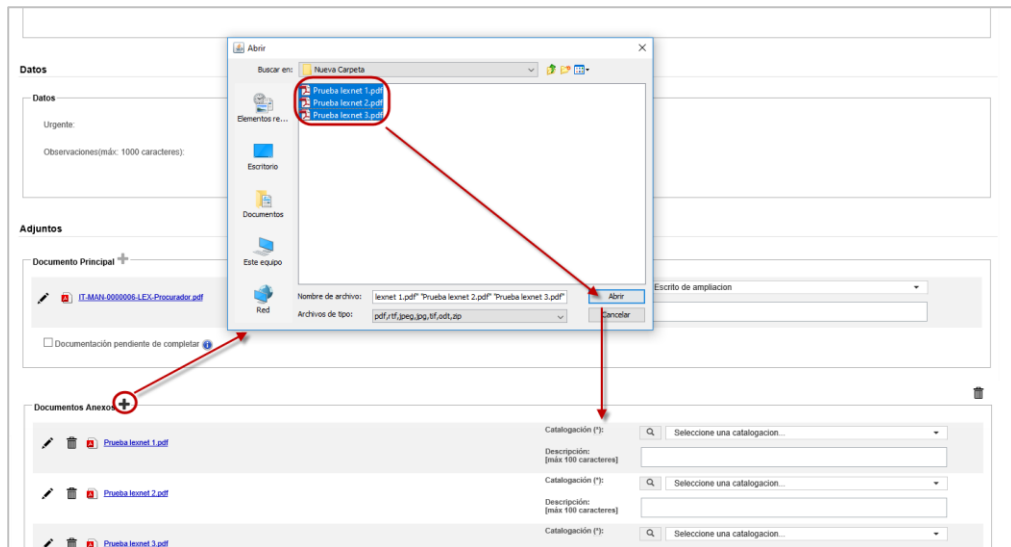 Abrir
Buscar en: Nueva Carpeta
Datos
Prueba lexnet 1.pdf
Prueba lexnet 2.pdf
Prueba lexnet 3.pdf
Datos
Elementos re...
Urgente:
Observaciones(máx: 1000 caracteres):
Escritorio
Documentos
Adjuntos
Este equipo
Documento Principal
IT-MAN-0000006-LEX-Procurador.pdf
Red
Nombre de archivo: lexnet 1.pdf" "Prueba lexnet 2.pdf" "Prueba lexnet 3.pdf" Abrir
Archivos de tipo: pdf,rtf,jpeg,jpg,tif,odt,zip Cancelar
Escrito de ampliacion
Documentación pendiente de completar
Documentos Anexos
Prueba lexnet 1.pdf
Catalogación (*): Seleccione una catalogacion...
Descripción:
[máx 100 caracteres]
Prueba lexnet 2.pdf
Catalogación (*): Seleccione una catalogacion...
Descripción:
[máx 100 caracteres]
Prueba lexnet 3.pdf
Catalogación (*): Seleccione una catalogacion...